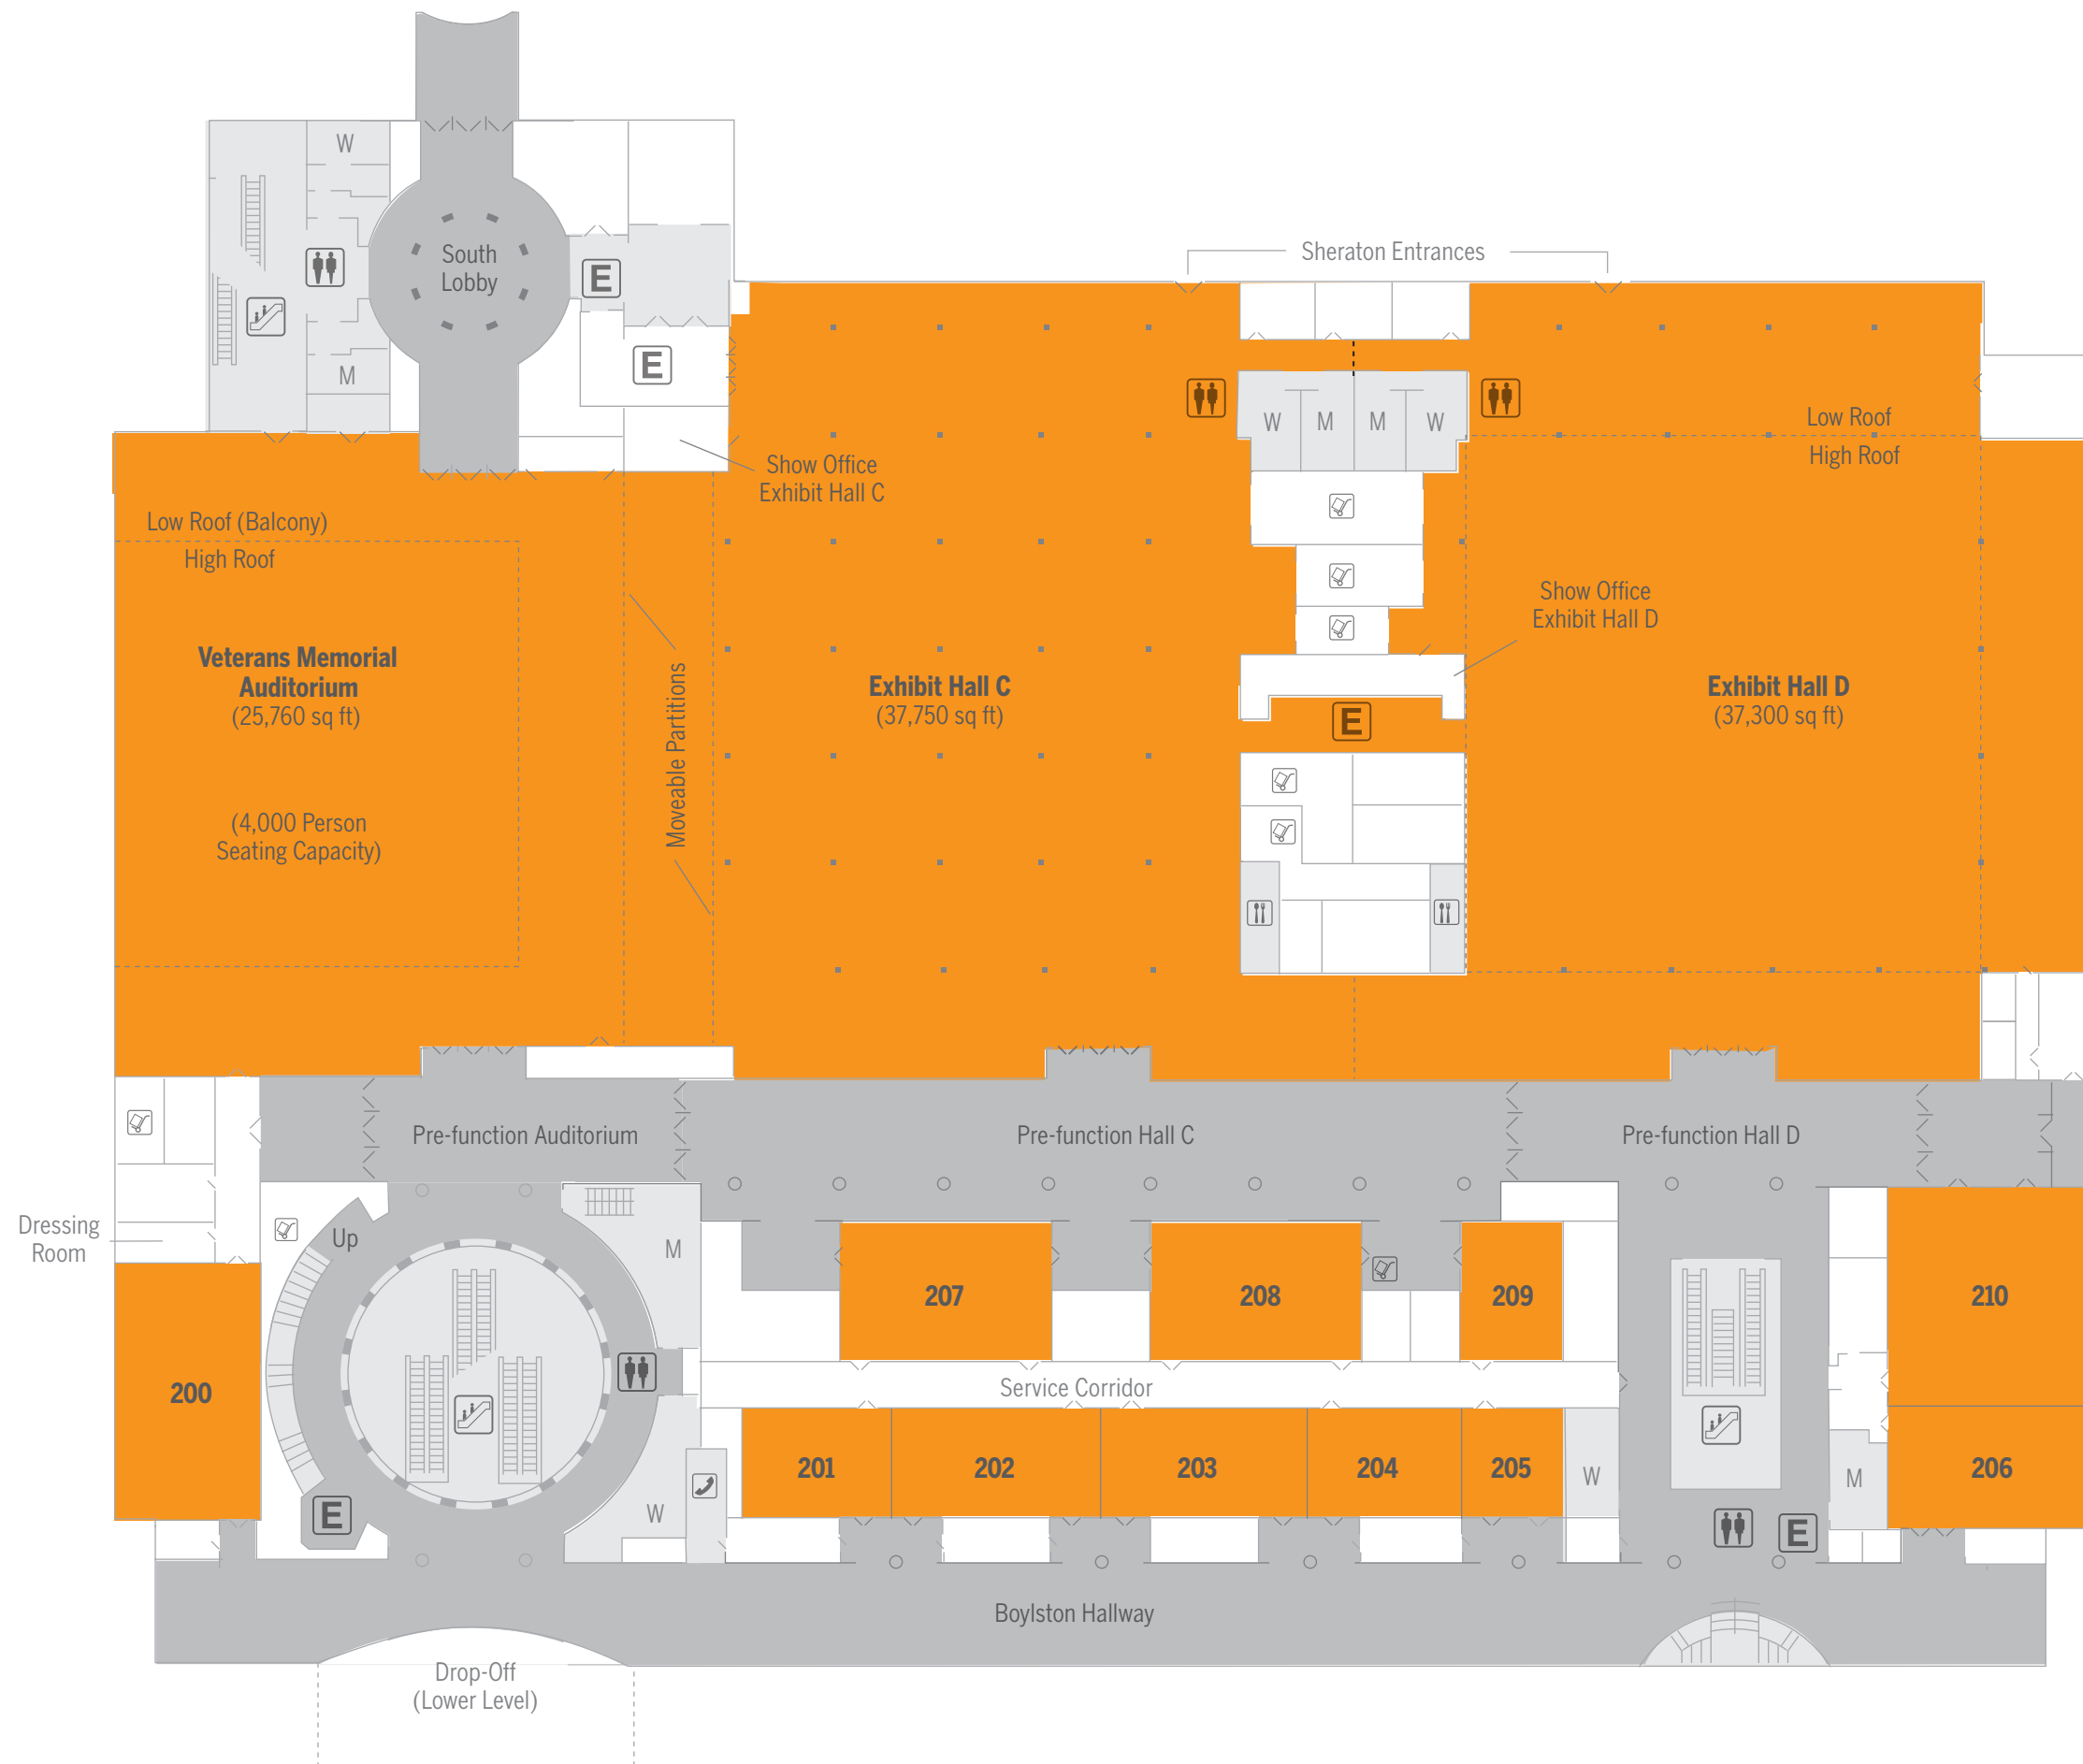 W
South
Lobby
E
Sheraton Entrances
E
M
W
M
M
W
Low Roof
High Roof
Show Office
Exhibit Hall C
Low Roof (Balcony)
High Roof
Show Office
Exhibit Hall D
Veterans Memorial
Auditorium
(25,760 sq ft)
Moveable Partitions
Exhibit Hall C
(37,750 sq ft)
E
Exhibit Hall D
(37,300 sq ft)
(4,000 Person
Seating Capacity)
Pre-function Auditorium
Pre-function Hall C
Pre-function Hall D
Dressing
Room
Up
M
207
208
209
210
200
Service Corridor
201
202
203
204
205
W
M
206
E
W
E
Boylston Hallway
Drop-Off
(Lower Level)